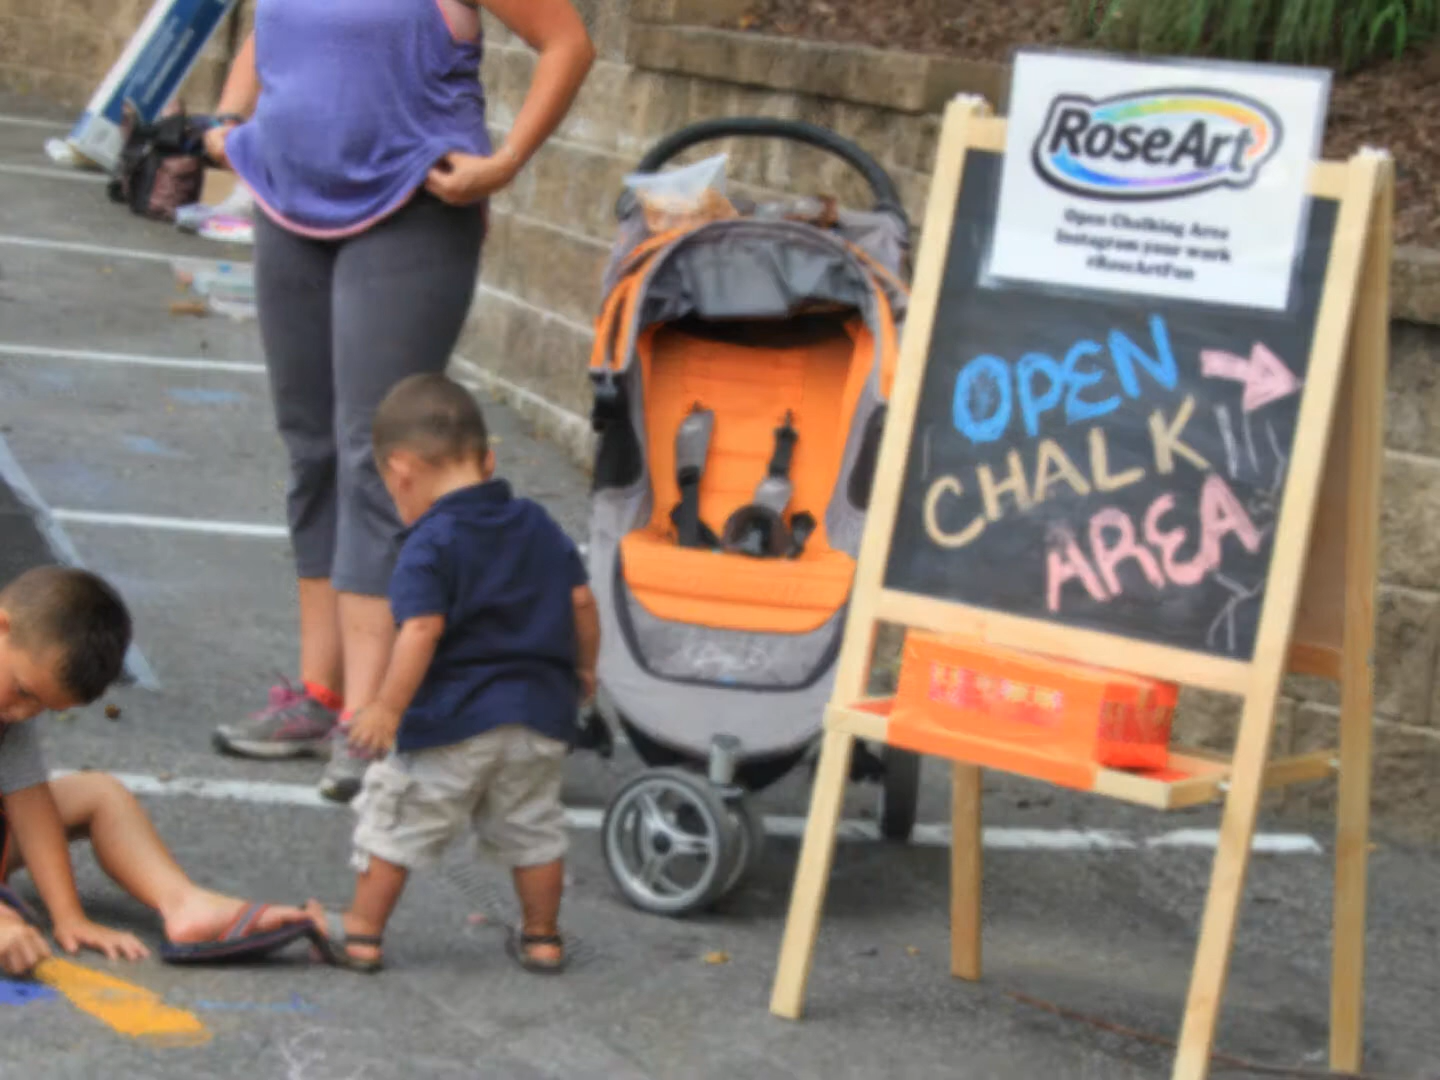 RoseArt
Open Chalking Area
Instagram your work
#RoseArtFun
OPEN
CHALK
AREA